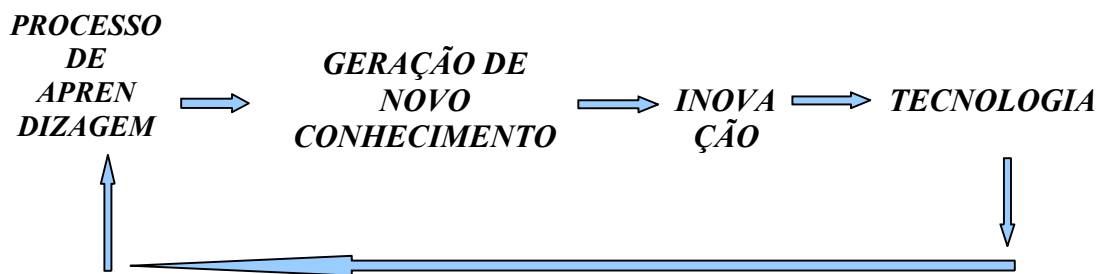 PROCESSO
DE
APREN
DIZAGEM
GERAÇÃO DE
NOVO
CONHECIMENTO
INOVA
ÇÃO
TECNOLOGIA